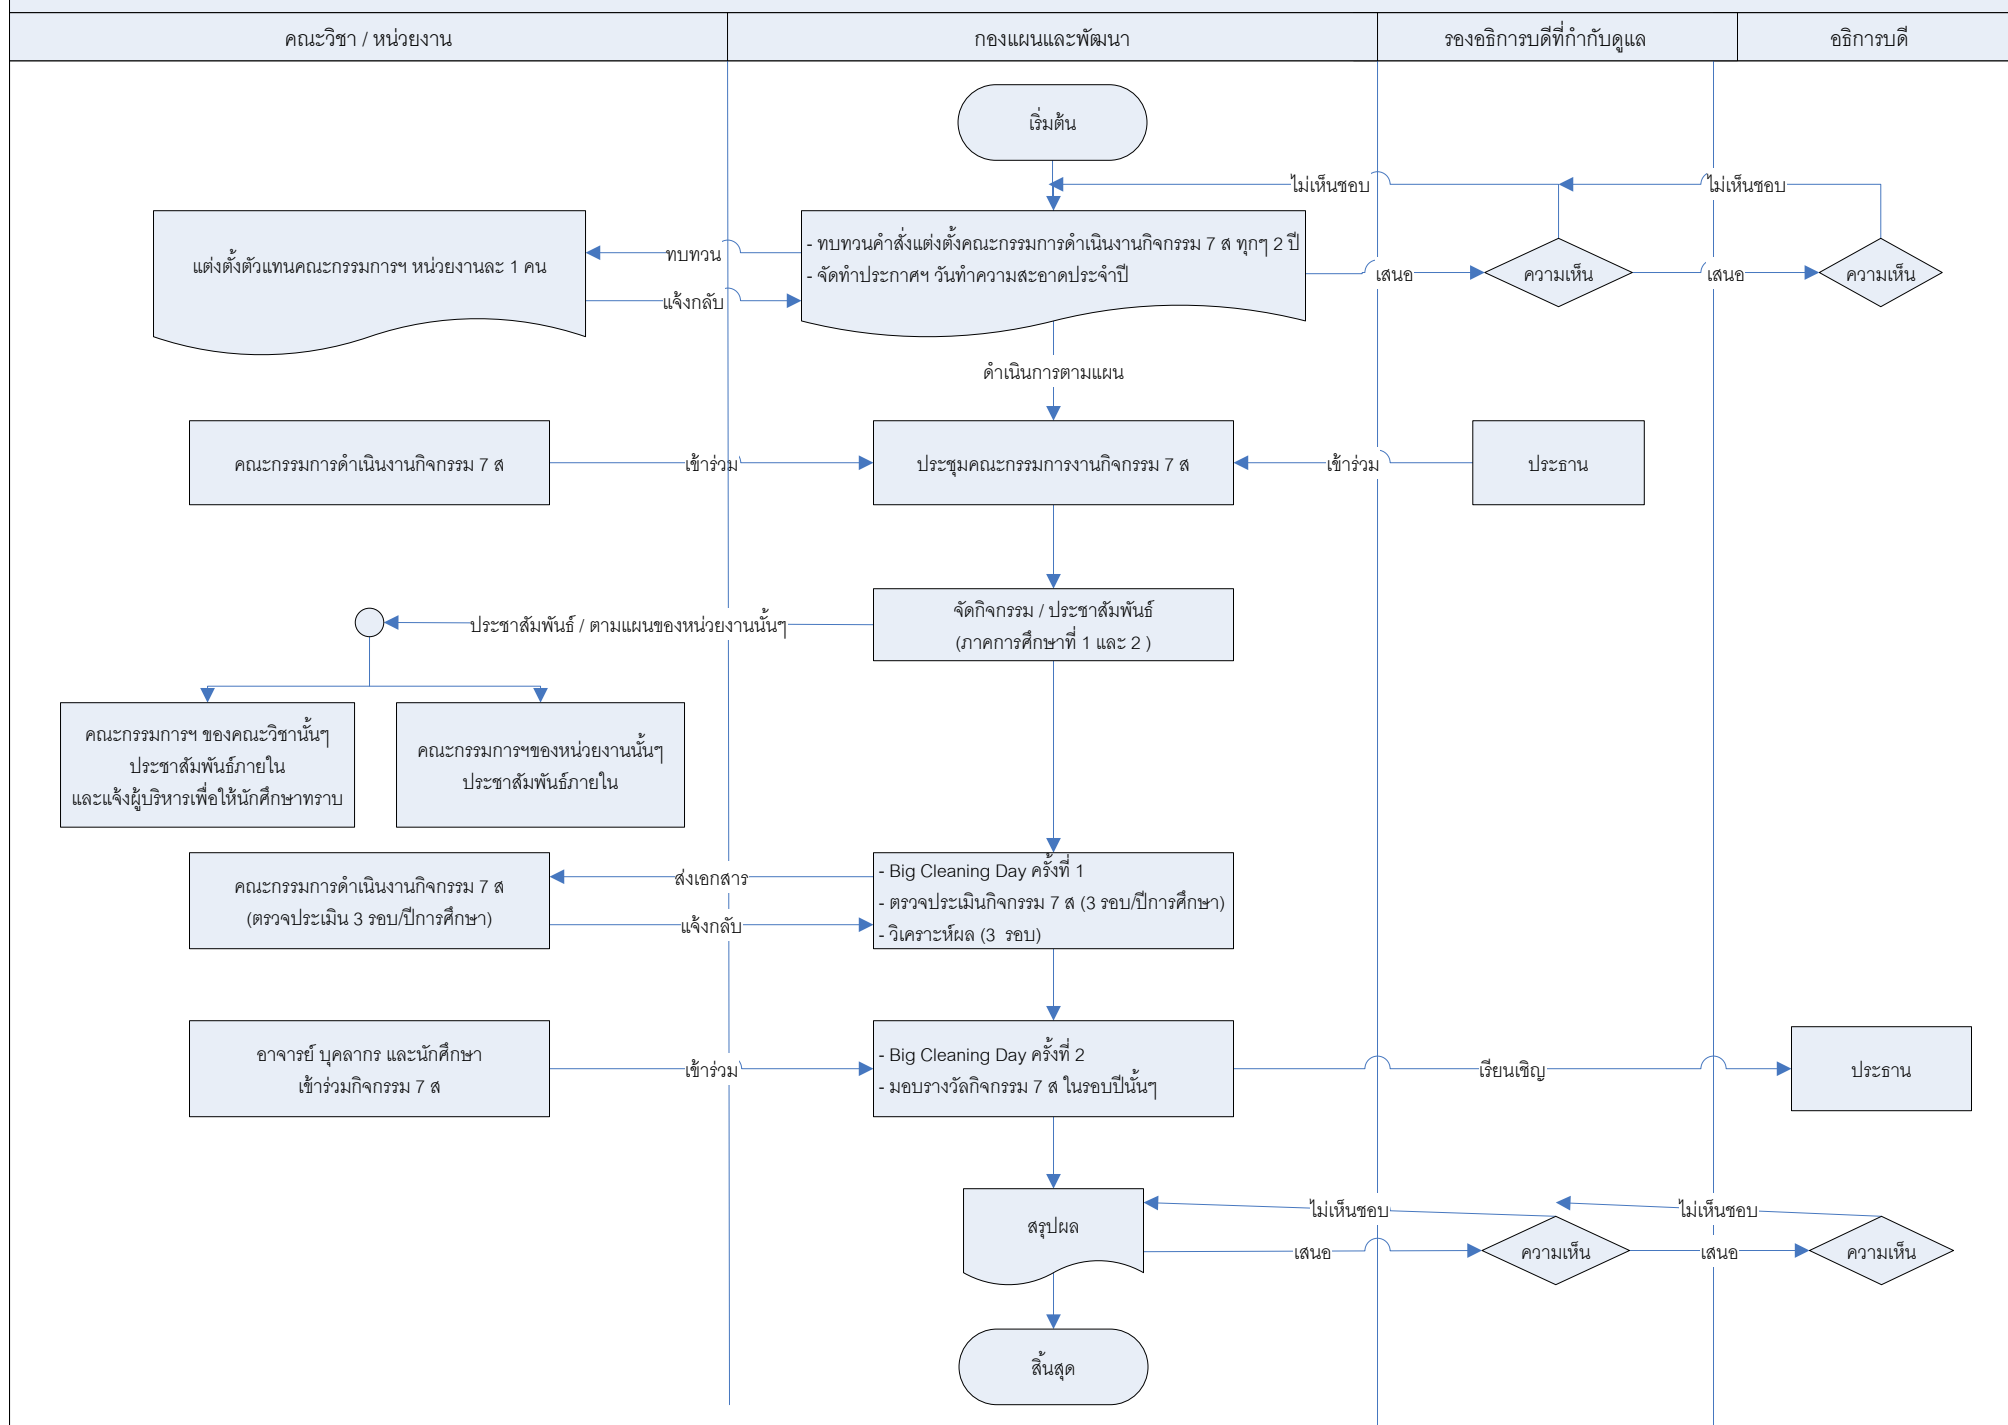 คณะวิชา / หน่วยงาน
กองแผนและพัฒนา
รองอธิการบดีที่กำกับดูแล
อธิการบดี
เริ่มต้น
ไม่เห็นชอบ
ไม่เห็นชอบ
แต่งตั้งตัวแทนคณะกรรมการฯ หน่วยงานละ 1 คน
ทบทวน
แจ้งกลับ
- ทบทวนคำสั่งแต่งตั้งคณะกรรมการดำเนินงานกิจกรรม 7 ส ทุกๆ 2 ปี
- จัดทำประกาศฯ วันทำความสะอาดประจำปี
เสนอ
ความเห็น
เสนอ
ความเห็น
ดำเนินการตามแผน
คณะกรรมการดำเนินงานกิจกรรม 7 ส
เข้าร่วม
ประชุมคณะกรรมการงานกิจกรรม 7 ส
เข้าร่วม
ประธาน
จัดกิจกรรม / ประชาสัมพันธ์
(ภาคการศึกษาที่ 1 และ 2 )
ประชาสัมพันธ์ / ตามแผนของหน่วยงานนั้นๆ
คณะกรรมการฯ ของคณะวิชานั้นๆ
ประชาสัมพันธ์ภายใน
และแจ้งผู้บริหารเพื่อให้นักศึกษาทราบ
คณะกรรมการฯของหน่วยงานนั้นๆ
ประชาสัมพันธ์ภายใน
คณะกรรมการดำเนินงานกิจกรรม 7 ส
(ตรวจประเมิน 3 รอบ/ปีการศึกษา)
ส่งเอกสาร
แจ้งกลับ
- Big Cleaning Day ครั้งที่ 1
- ตรวจประเมินกิจกรรม 7 ส (3 รอบ/ปีการศึกษา)
- วิเคราะห์ผล (3  รอบ)
อาจารย์ บุคลากร และนักศึกษา
เข้าร่วมกิจกรรม 7 ส
เข้าร่วม
- Big Cleaning Day ครั้งที่ 2
- มอบรางวัลกิจกรรม 7 ส ในรอบปีนั้นๆ
เรียนเชิญ
ประธาน
สรุปผล
ไม่เห็นชอบ
ไม่เห็นชอบ
เสนอ
ความเห็น
เสนอ
ความเห็น
สิ้นสุด